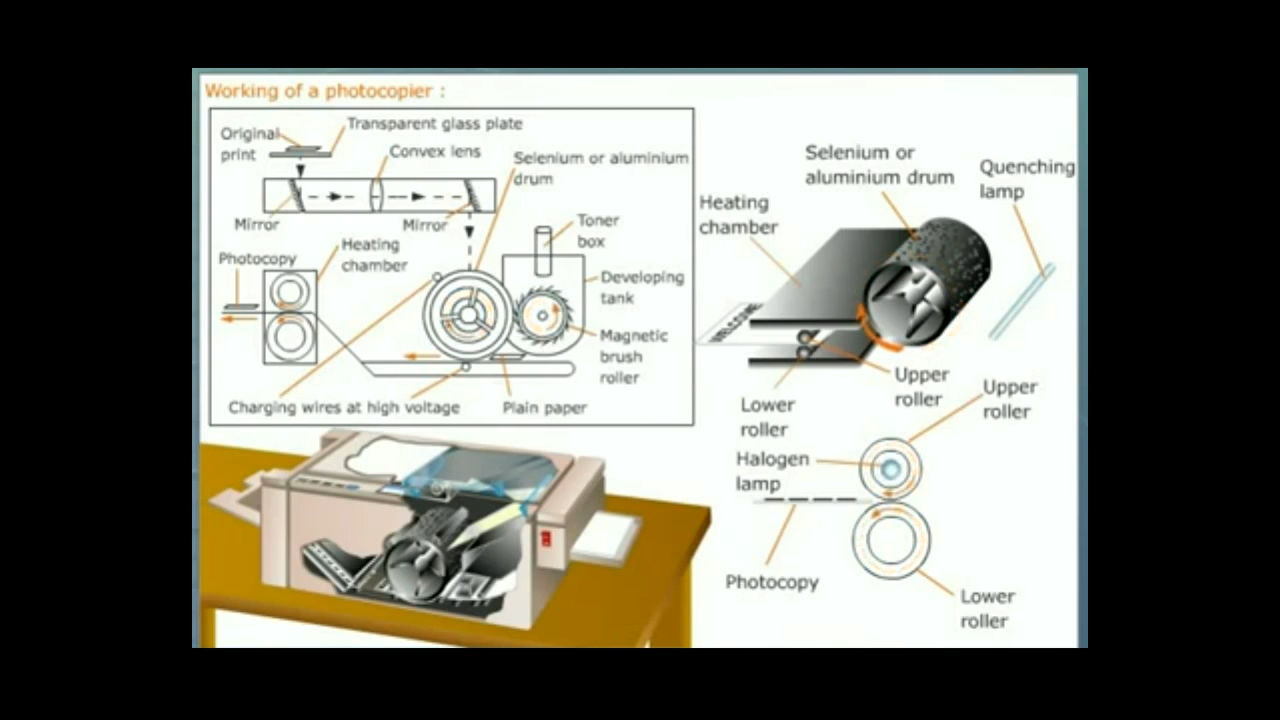 Working of a photocopier :
Original
print
Transparent glass plate
Convex lens
Selenium or aluminium
drum
Mirror
Mirror
Toner
box
Photocopy
Heating
chamber
Developing
tank
Magnetic
brush
roller
Charging wires at high voltage
Plain paper
Selenium or
aluminium drum
Quenching
lamp
Heating
chamber
WELCOME
Upper
roller
Lower
roller
Upper
roller
Halogen
lamp
Photocopy
Lower
roller